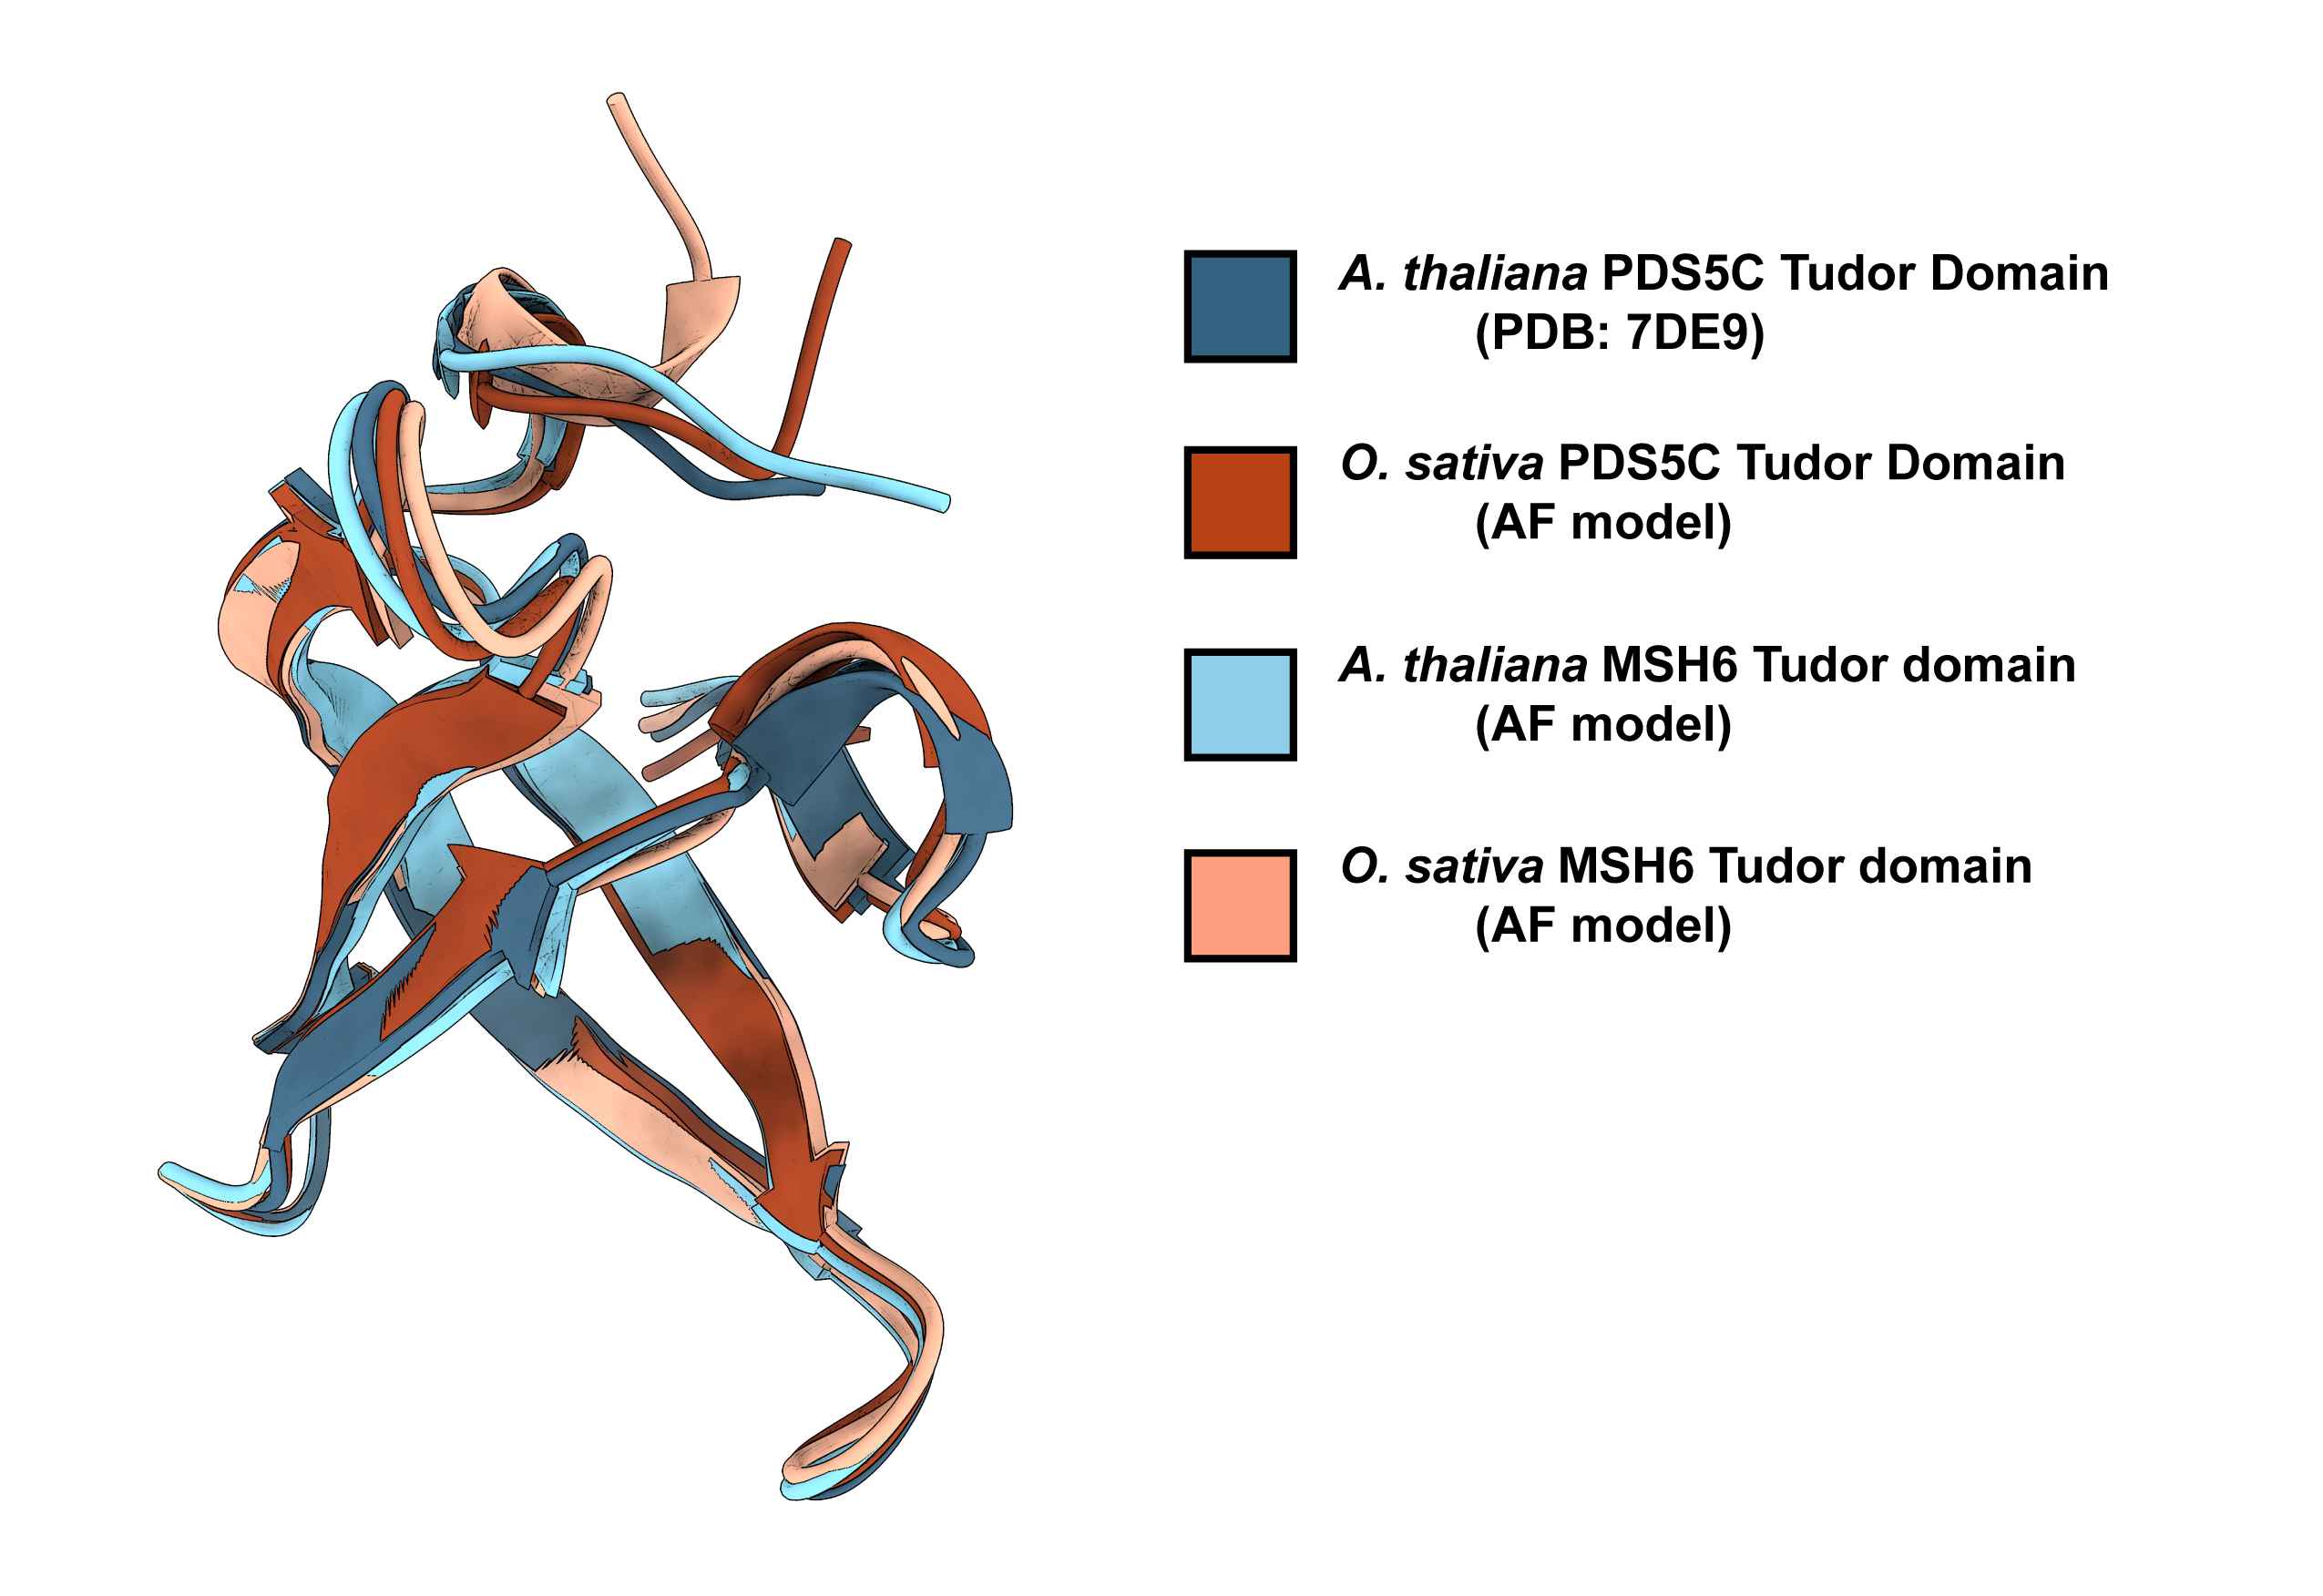 A. thaliana PDS5C Tudor Domain
(PDB: 7DE9)
O. sativa PDS5C Tudor Domain
(AF model)
A. thaliana MSH6 Tudor domain
(AF model)
O. sativa MSH6 Tudor domain
(AF model)